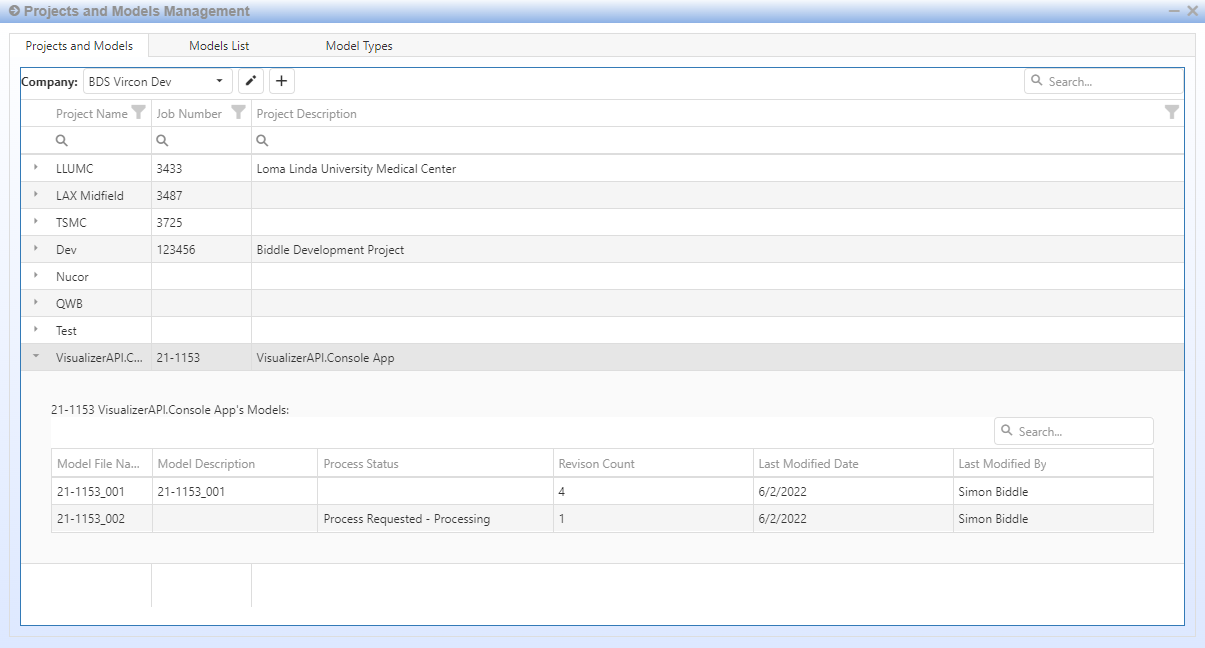 Projects and Models Management
Projects and Models Models List Model Types
Company: BDS Vircon Dev Search...
Project Name Job Number Project Description
LLUMC 3433 Loma Linda University Medical Center
LAX Midfield 3487
TSMC 3725
Dev 123456 Biddle Development Project
Nucor
QWB
Test
VisualizerAPI.C... 21-1153 VisualizerAPI.Console App
21-1153 VisualizerAPI.Console App's Models:
Search...
Model File Na... Model Description Process Status Revison Count Last Modified Date Last Modified By
21-1153_001 21-1153_001 4 6/2/2022 Simon Biddle
21-1153_002 Process Requested - Processing 1 6/2/2022 Simon Biddle